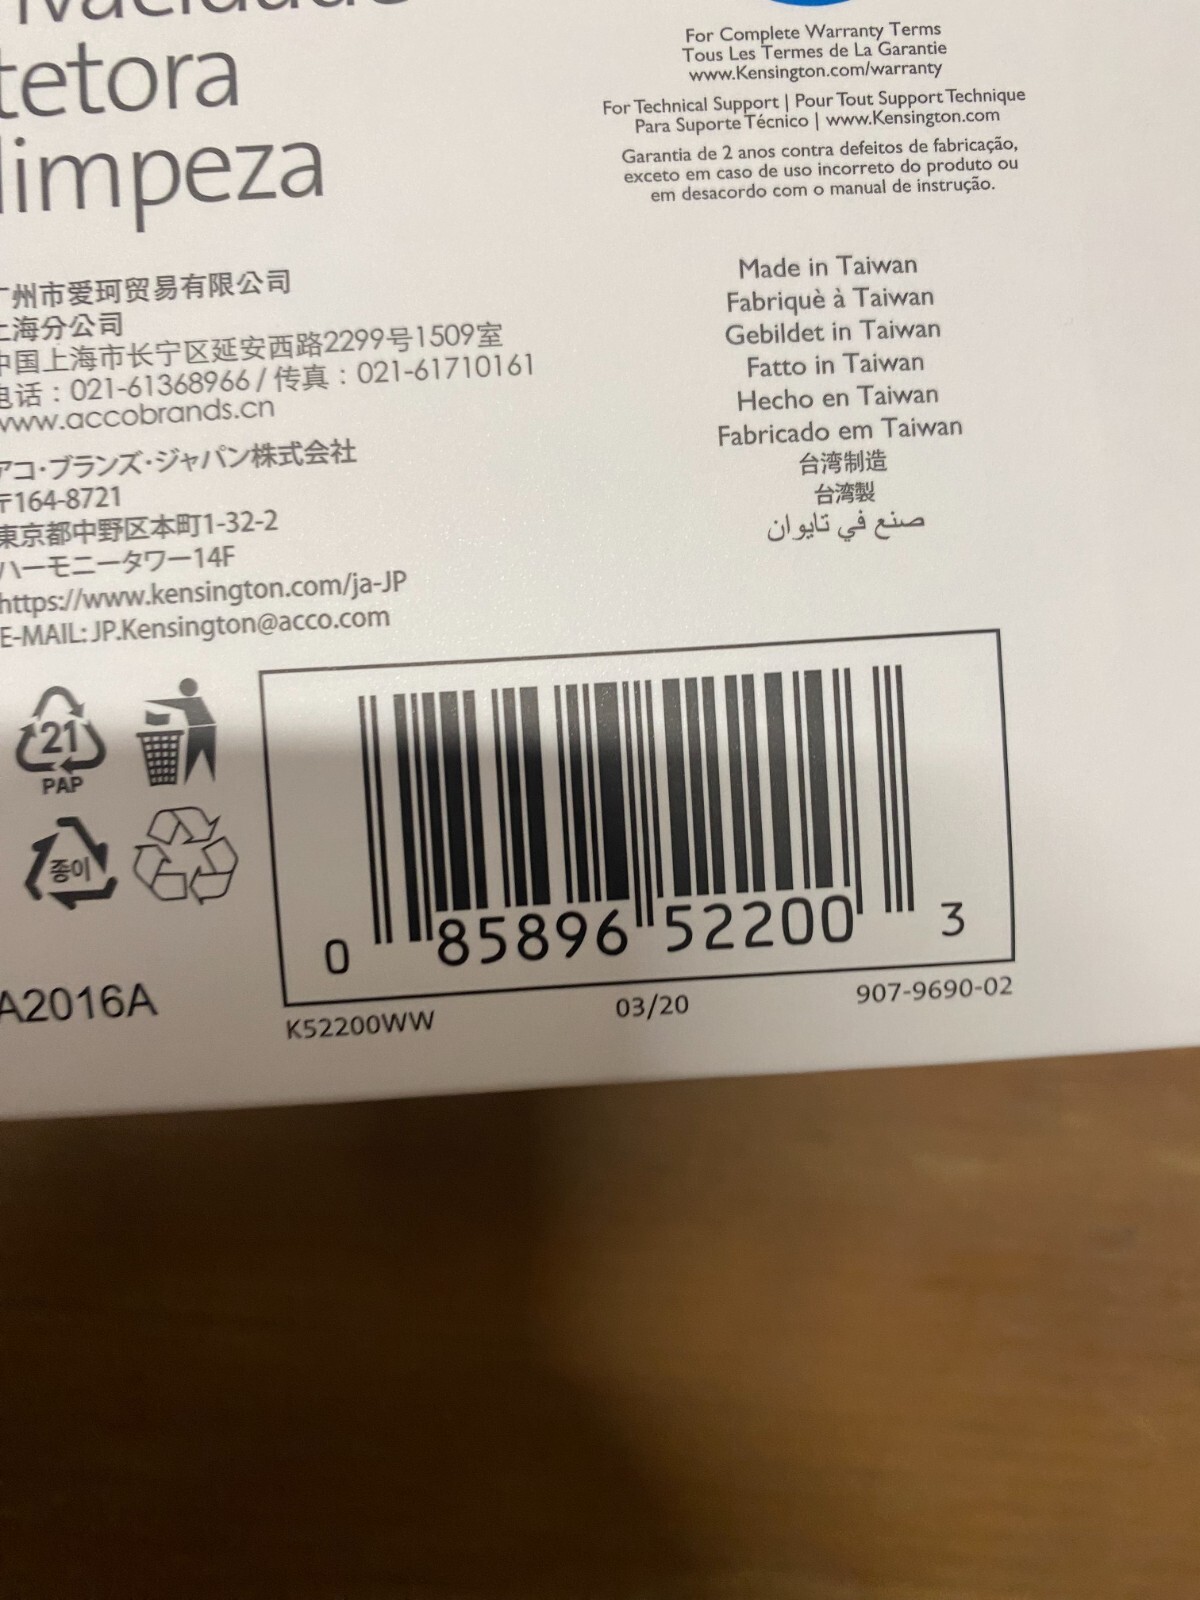 tetora
limpeza
For Complete Warranty Terms
Tous Les Termes de La Garantie
www.Kensington.com/warranty
For Technical Support | Pour Tout Support Technique
Para Suporte Técnico | www.Kensington.com
Garantia de 2 anos contra defeitos de fabricação,
exceto em caso de uso incorreto do produto ou
em desacordo com o manual de instrução.
广州市爱珂贸易有限公司
上海分公司
中国上海市长宁区延安西路2299号1509室
电话：021-61368966 / 传真：021-61710161
www.accobrands.cn
アコ・ブランズ・ジャパン株式会社
〒164-8721
東京都中野区本町1-32-2
ハーモニータワー14F
https://www.kensington.com/ja-JP
E-MAIL: JP.Kensington@acco.com
Made in Taiwan
Fabriquè à Taiwan
Gebildet in Taiwan
Fatto in Taiwan
Hecho en Taiwan
Fabricado em Taiwan
台湾制造
台湾製
صنع في تايوان
21
PAP
종이
0 85896 52200 3
A2016A
K52200WW 03/20 907-9690-02